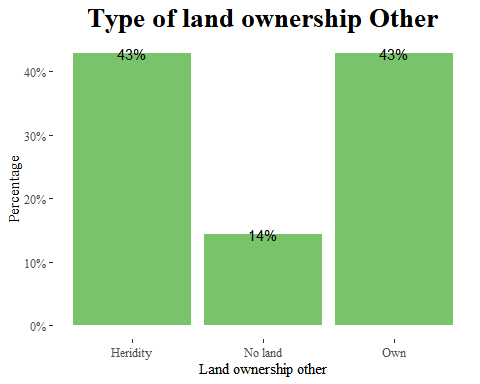 Type of land ownership Other
43%
43%
14%
40%
30%
20%
10%
0%
Percentage
Heridity
No land
Own
Land ownership other